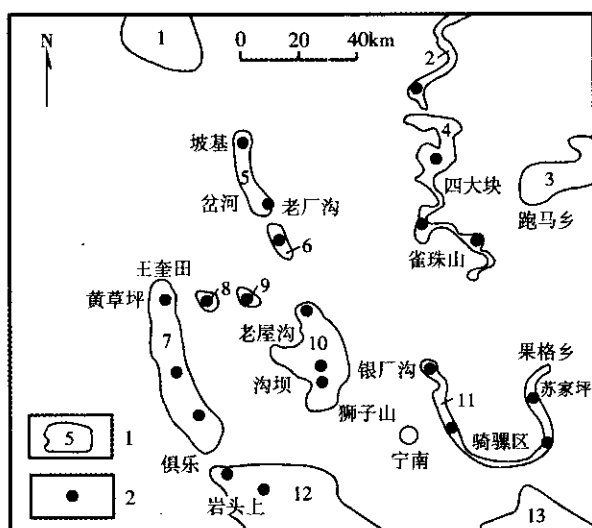 1
N
0 20 40km
2
坡基
4
5
四大块
3
岔河
老厂沟
跑马乡
6
雀珠山
王奎田
黄草坪
8
9
老屋沟
10
果格乡
7
银厂沟
苏家坪
沟坝
11
狮子山
骑骡区
5
1
宁南
俱乐
2
岩头上
12
13